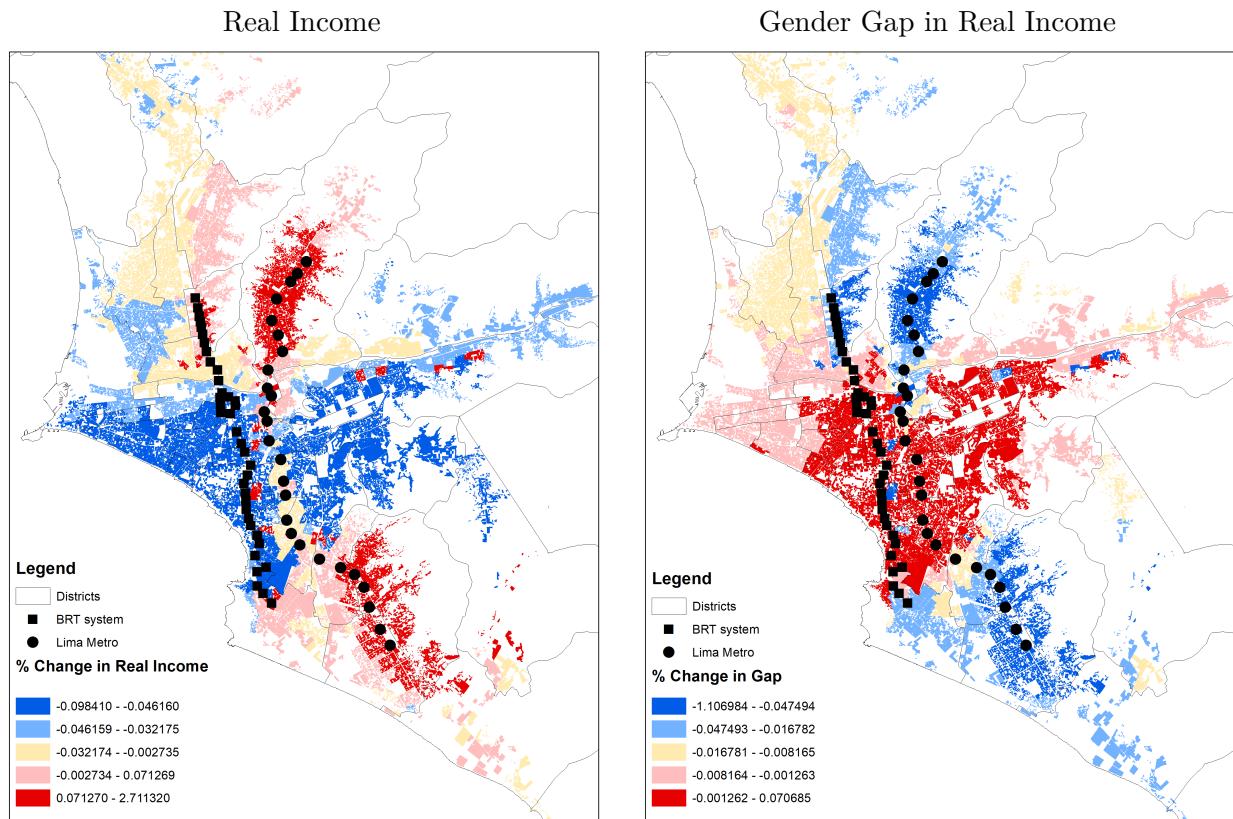 Real Income
Gender Gap in Real Income
Legend
Districts
BRT system
Lima Metro
% Change in Real Income
-0.098410 - -0.046160
-0.046159 - -0.032175
-0.032174 - -0.002735
-0.002734 - 0.071269
0.071270 - 2.711320
Legend
Districts
BRT system
Lima Metro
% Change in Gap
-1.106984 - -0.047494
-0.047493 - -0.016782
-0.016781 - -0.008165
-0.008164 - -0.001263
-0.001262 - 0.070685